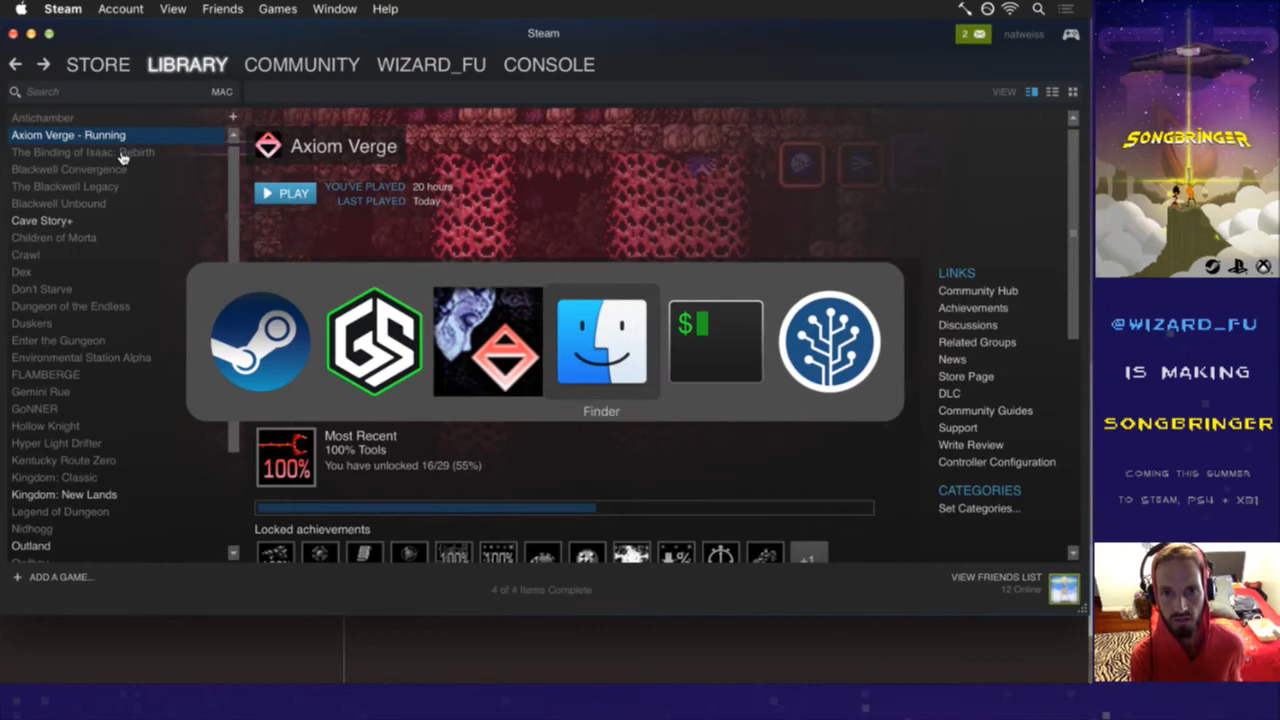 Steam Account View Friends Games Window Help
Steam
2 natweiss
STORE LIBRARY COMMUNITY WIZARD_FU CONSOLE
Search MAC
VIEW
Antichamber
Axiom Verge - Running
The Binding of Isaac: Rebirth
Blackwell Convergence
The Blackwell Legacy
Blackwell Unbound
Cave Story+
Children of Morta
Crawl
Dex
Don't Starve
Dungeon of the Endless
Duskers
Enter the Gungeon
Environmental Station Alpha
FLAMBERGE
Gemini Rue
GoNNER
Hollow Knight
Hyper Light Drifter
Kentucky Route Zero
Kingdom: Classic
Kingdom: New Lands
Legend of Dungeon
Nidhogg
Outland
+ ADD A GAME...
Axiom Verge
PLAY
YOU'VE PLAYED 20 hours
LAST PLAYED Today
GS
$
Finder
100%
Most Recent
100% Tools
You have unlocked 16/29 (55%)
Locked achievements
100% 100%
+1
4 of 4 Items Complete
LINKS
Community Hub
Achievements
Discussions
Related Groups
News
Store Page
DLC
Community Guides
Support
Write Review
Controller Configuration
CATEGORIES
Set Categories...
VIEW FRIENDS LIST
12 Online
SONGBRINGER
@WIZARD_FU
IS MAKING
SONGBRINGER
COMING THIS SUMMER
TO STEAM, PS4 + XB1